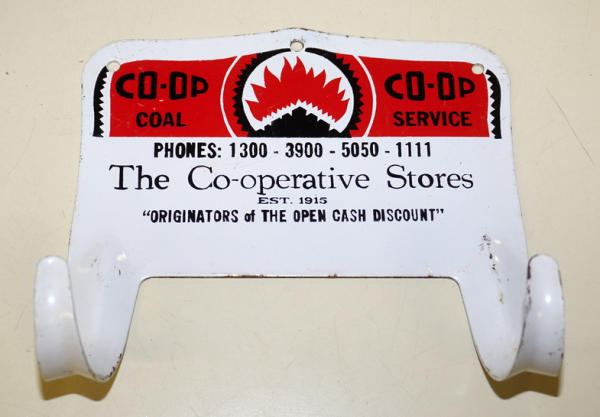 CO-OP CO-OP
COAL SERVICE
PHONES: 1300 - 3900 - 5050 - 1111
The Co-operative Stores
EST. 1915
"ORIGINATORS of THE OPEN CASH DISCOUNT"